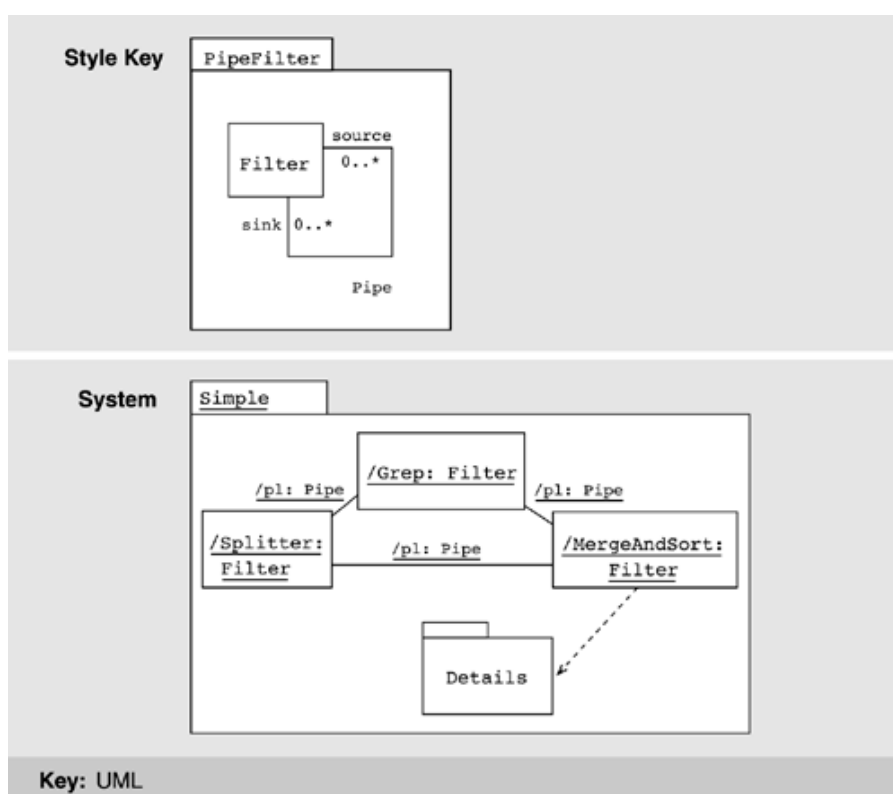 Style Key
PipeFilter
source
Filter
0..*
sink
0..*
Pipe
System
Simple
/Grep: Filter
/pl: Pipe
/pl: Pipe
/Splitter:
Filter
/pl: Pipe
/MergeAndSort:
Filter
Details
Key: UML